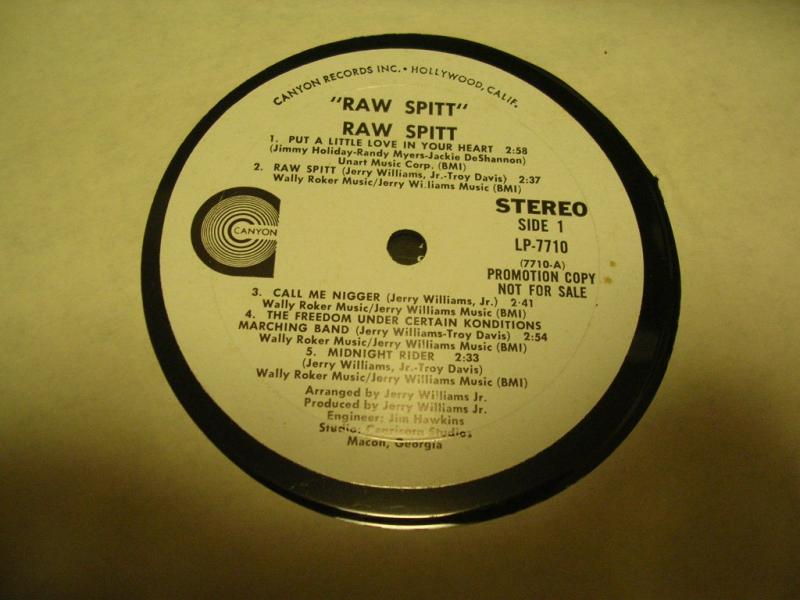 CANYON RECORDS INC. • HOLLYWOOD, CALIF.
"RAW SPITT"
RAW SPITT
1. PUT A LITTLE LOVE IN YOUR HEART 2:58
(Jimmy Holiday-Randy Myers-Jackie DeShannon)
Unart Music Corp. (BMI)
2. RAW SPITT (Jerry Williams, Jr.-Troy Davis) 2:37
Wally Roker Music/Jerry Williams Music (BMI)
CANYON
STEREO
SIDE 1
LP-7710
(7710-A)
PROMOTION COPY
NOT FOR SALE
3. CALL ME NIGGER (Jerry Williams, Jr.) 2:41
Wally Roker Music/Jerry Williams Music (BMI)
4. THE FREEDOM UNDER CERTAIN KONDITIONS
MARCHING BAND (Jerry Williams-Troy Davis) 2:54
Wally Roker Music/Jerry Williams Music (BMI)
5. MIDNIGHT RIDER 2:33
(Jerry Williams, Jr.-Troy Davis)
Wally Roker Music/Jerry Williams Music (BMI)
Arranged by Jerry Williams Jr.
Produced by Jerry Williams Jr.
Engineer: Jim Hawkins
Studio: Capricorn Studios
Macon, Georgia